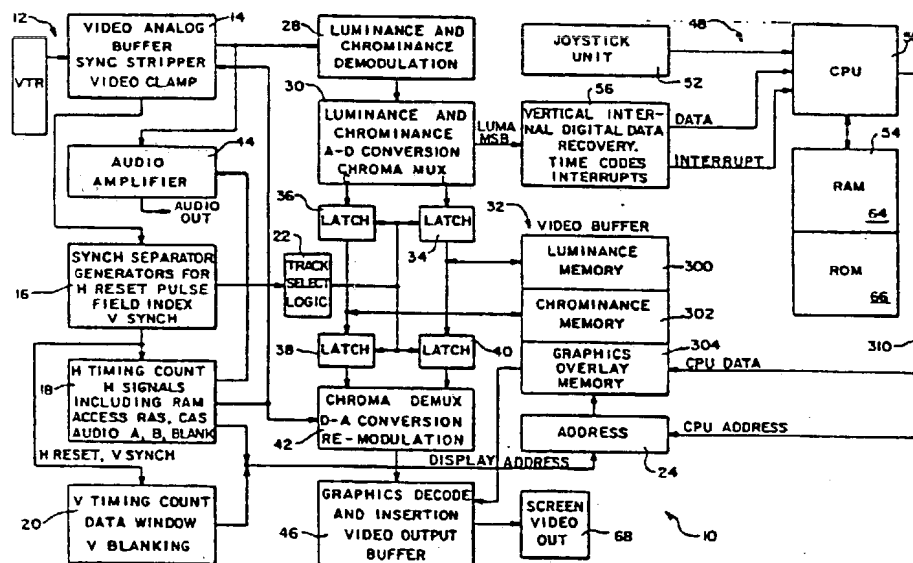 12
VTR
VIDEO ANALOG
BUFFER
SYNC STRIPPER
VIDEO CLAMP
14
28
LUMINANCE AND
CHROMINANCE
DEMODULATION
JOYSTICK
UNIT
52
48
CPU
30
LUMINANCE AND
CHROMINANCE
A-D CONVERSION
CHROMA MUX
LUMA
MSB
56
VERTICAL INTER-
NAL DIGITAL DATA
RECOVERY.
TIME CODES
INTERRUPTS
DATA
INTERRUPT
54
RAM
64
ROM
66
44
AUDIO
AMPLIFIER
AUDIO
OUT
36
LATCH
LATCH
34
32
VIDEO BUFFER
LUMINANCE
MEMORY
300
CHROMINANCE
MEMORY
302
GRAPHICS
OVERLAY
MEMORY
304
CPU DATA
310
SYNCH SEPARATOR
GENERATORS FOR
H RESET PULSE
FIELD INDEX
V SYNCH
16
22
TRACK
SELECT
LOGIC
38
LATCH
LATCH
40
18
H TIMING COUNT
H SIGNALS
INCLUDING RAM
ACCESS RAS, CAS
AUDIO A, B, BLANK
CHROMA DEMUX
D-A CONVERSION
RE-MODULATION
42
ADDRESS
24
CPU ADDRESS
H RESET, V SYNCH
DISPLAY ADDRESS
20
V TIMING COUNT
DATA WINDOW
V BLANKING
46
GRAPHICS DECODE
AND INSERTION
VIDEO OUTPUT
BUFFER
SCREEN
VIDEO
OUT
68
10